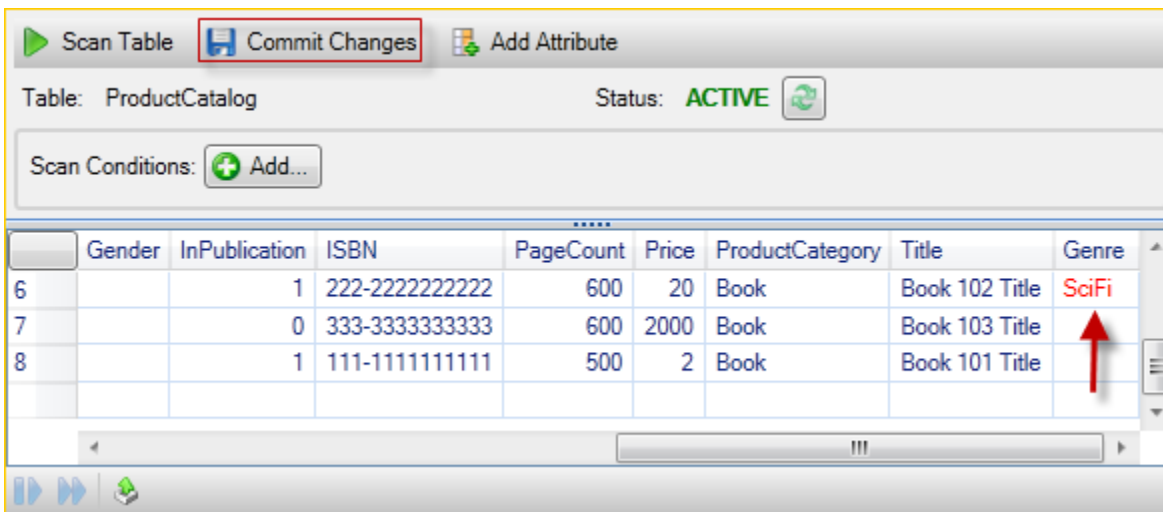 Scan Table Commit Changes Add Attribute
Table: ProductCatalog Status: ACTIVE
Scan Conditions: Add...
Gender InPublication ISBN PageCount Price ProductCategory Title Genre
6 1 222-2222222222 600 20 Book Book 102 Title SciFi
7 0 333-3333333333 600 2000 Book Book 103 Title
8 1 111-1111111111 500 2 Book Book 101 Title